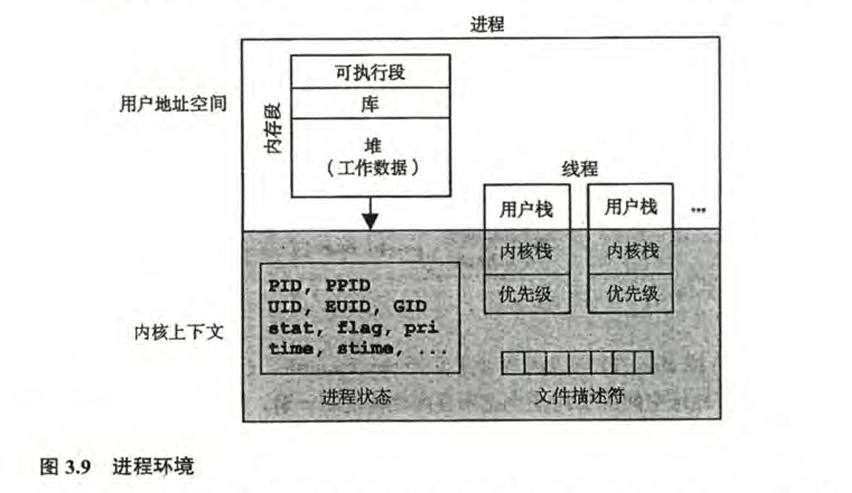 进程
用户地址空间
内存段
可执行段
库
堆
（工作数据）
线程
用户栈
内核栈
优先级
用户栈
内核栈
优先级
...
内核上下文
PID, PPID
UID, EUID, GID
stat, flag, pri
time, stime, ...
进程状态
文件描述符
图 3.9 进程环境